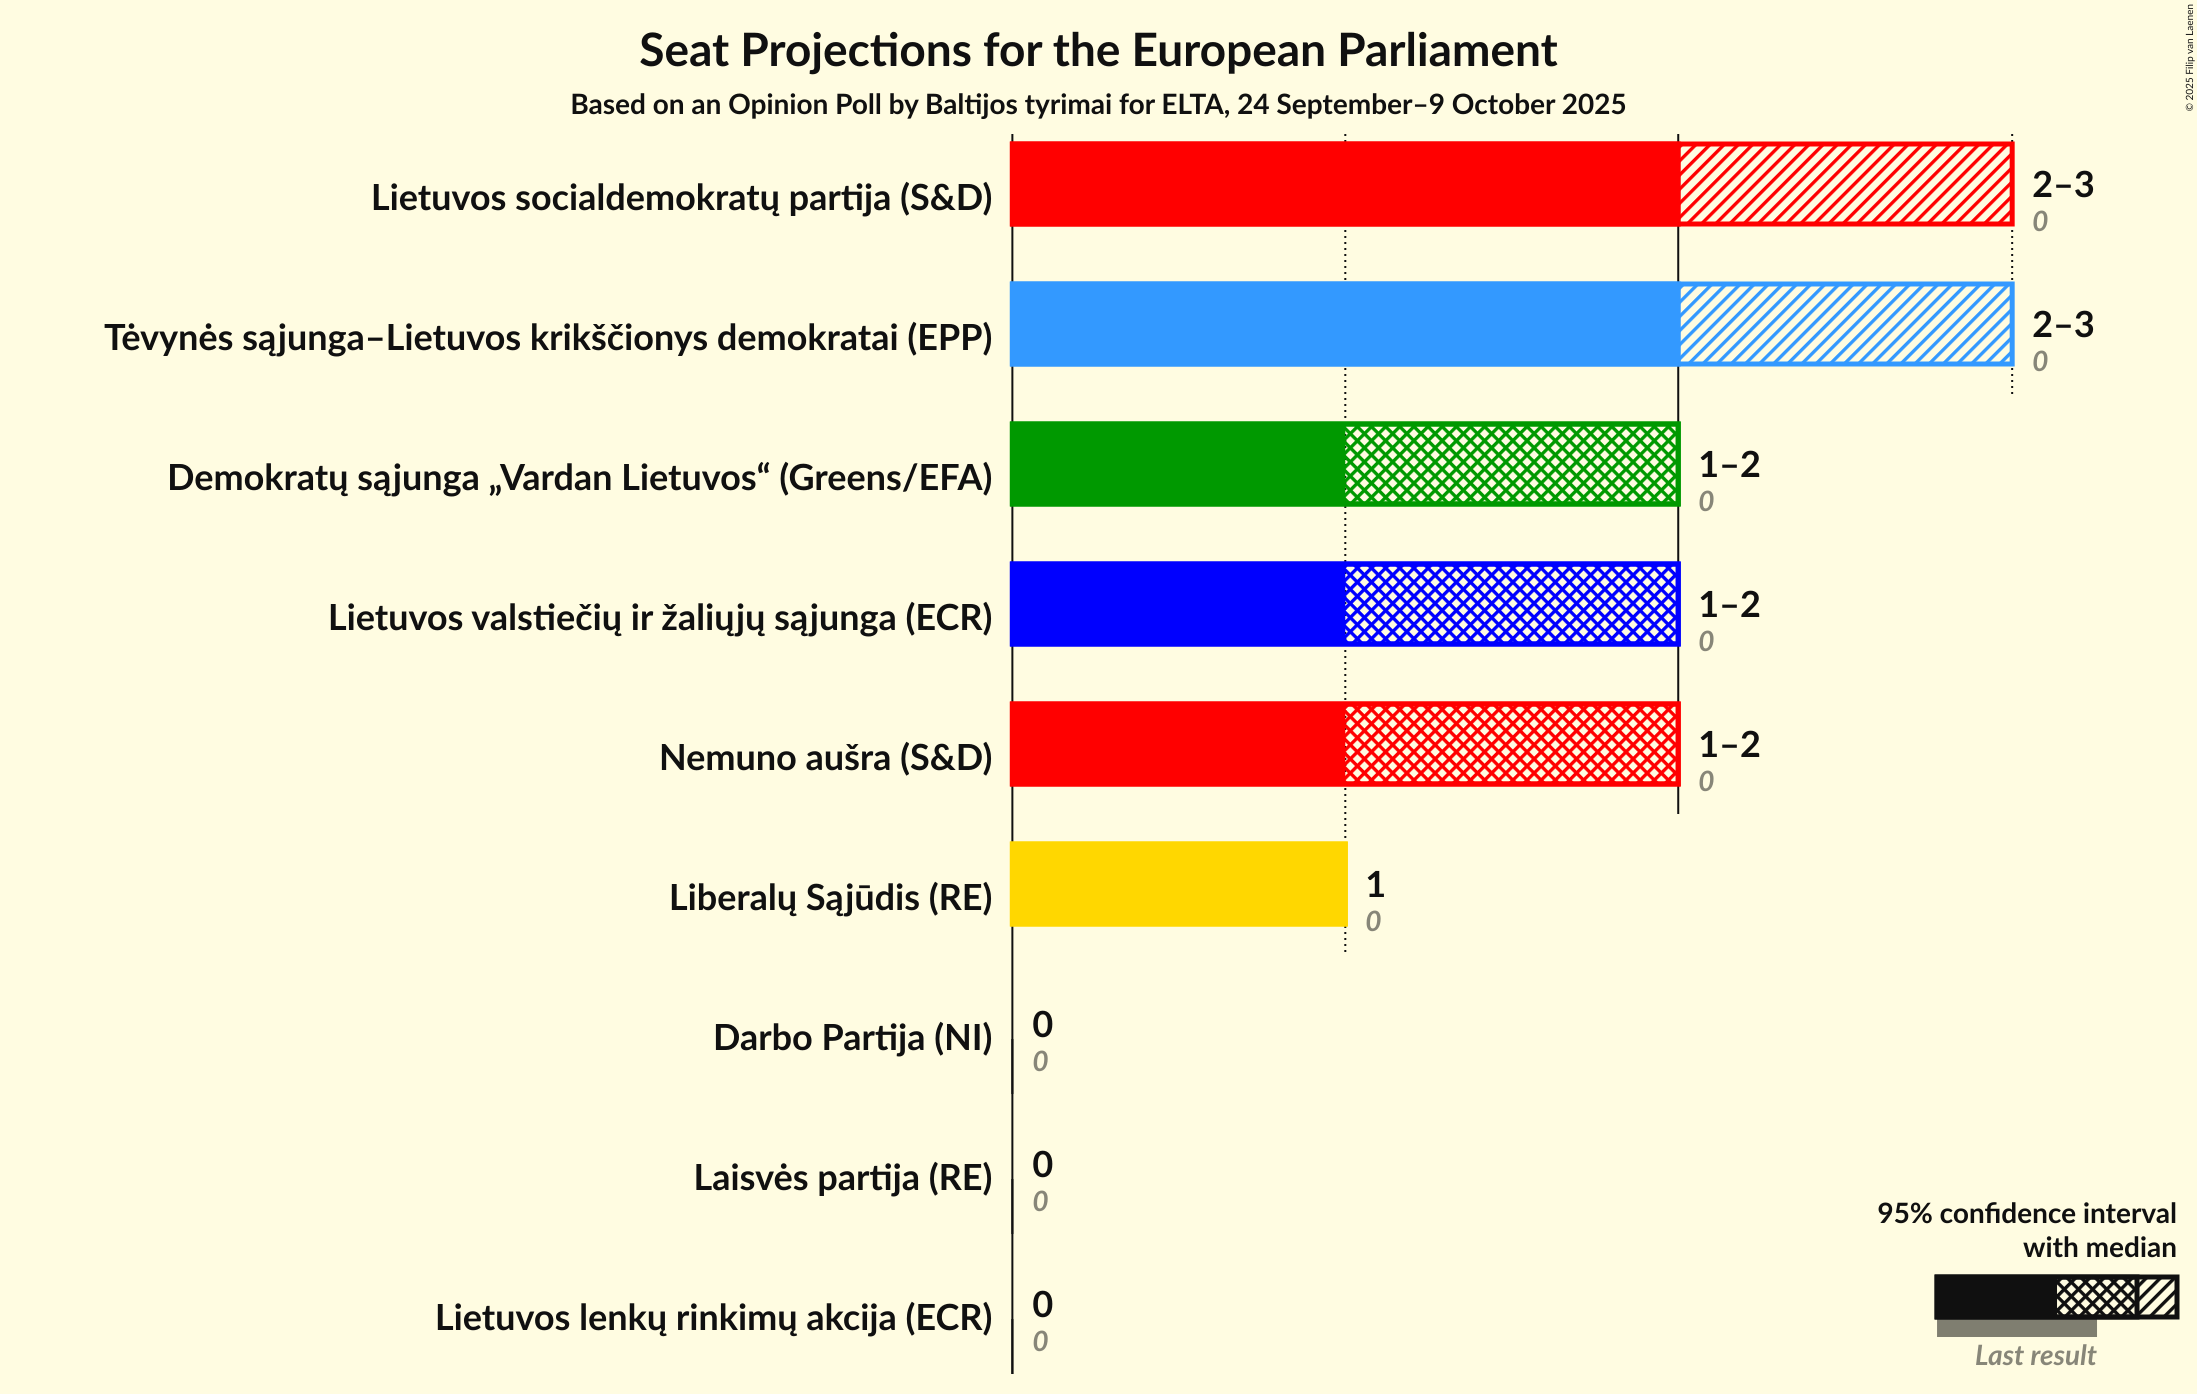 Seat Projections for the European Parliament
Based on an Opinion Poll by Baltijos tyrimai for ELTA, 24 September–9 October 2025
© 2025 Filip van Laenen
Lietuvos socialdemokratų partija (S&D)
2–3
0
Tėvynės sąjunga–Lietuvos krikščionys demokratai (EPP)
2–3
0
Demokratų sąjunga „Vardan Lietuvos“ (Greens/EFA)
1–2
0
Lietuvos valstiečių ir žaliųjų sąjunga (ECR)
1–2
0
Nemuno aušra (S&D)
1–2
0
Liberalų Sąjūdis (RE)
1
0
Darbo Partija (NI)
0
0
Laisvės partija (RE)
0
0
Lietuvos lenkų rinkimų akcija (ECR)
0
0
95% confidence interval
with median
Last result